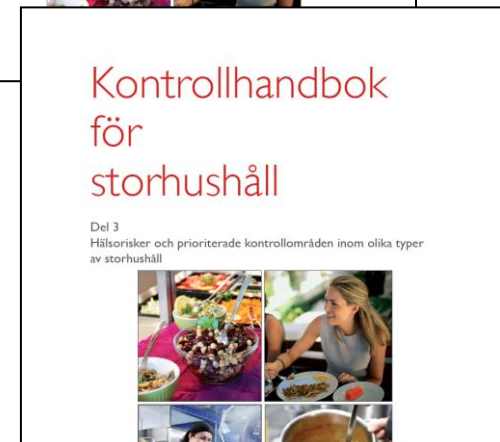 Kontrollhandbok
för
storhushåll
Del 3
Hälsorisker och prioriterade kontrollområden inom olika typer
av storhushåll